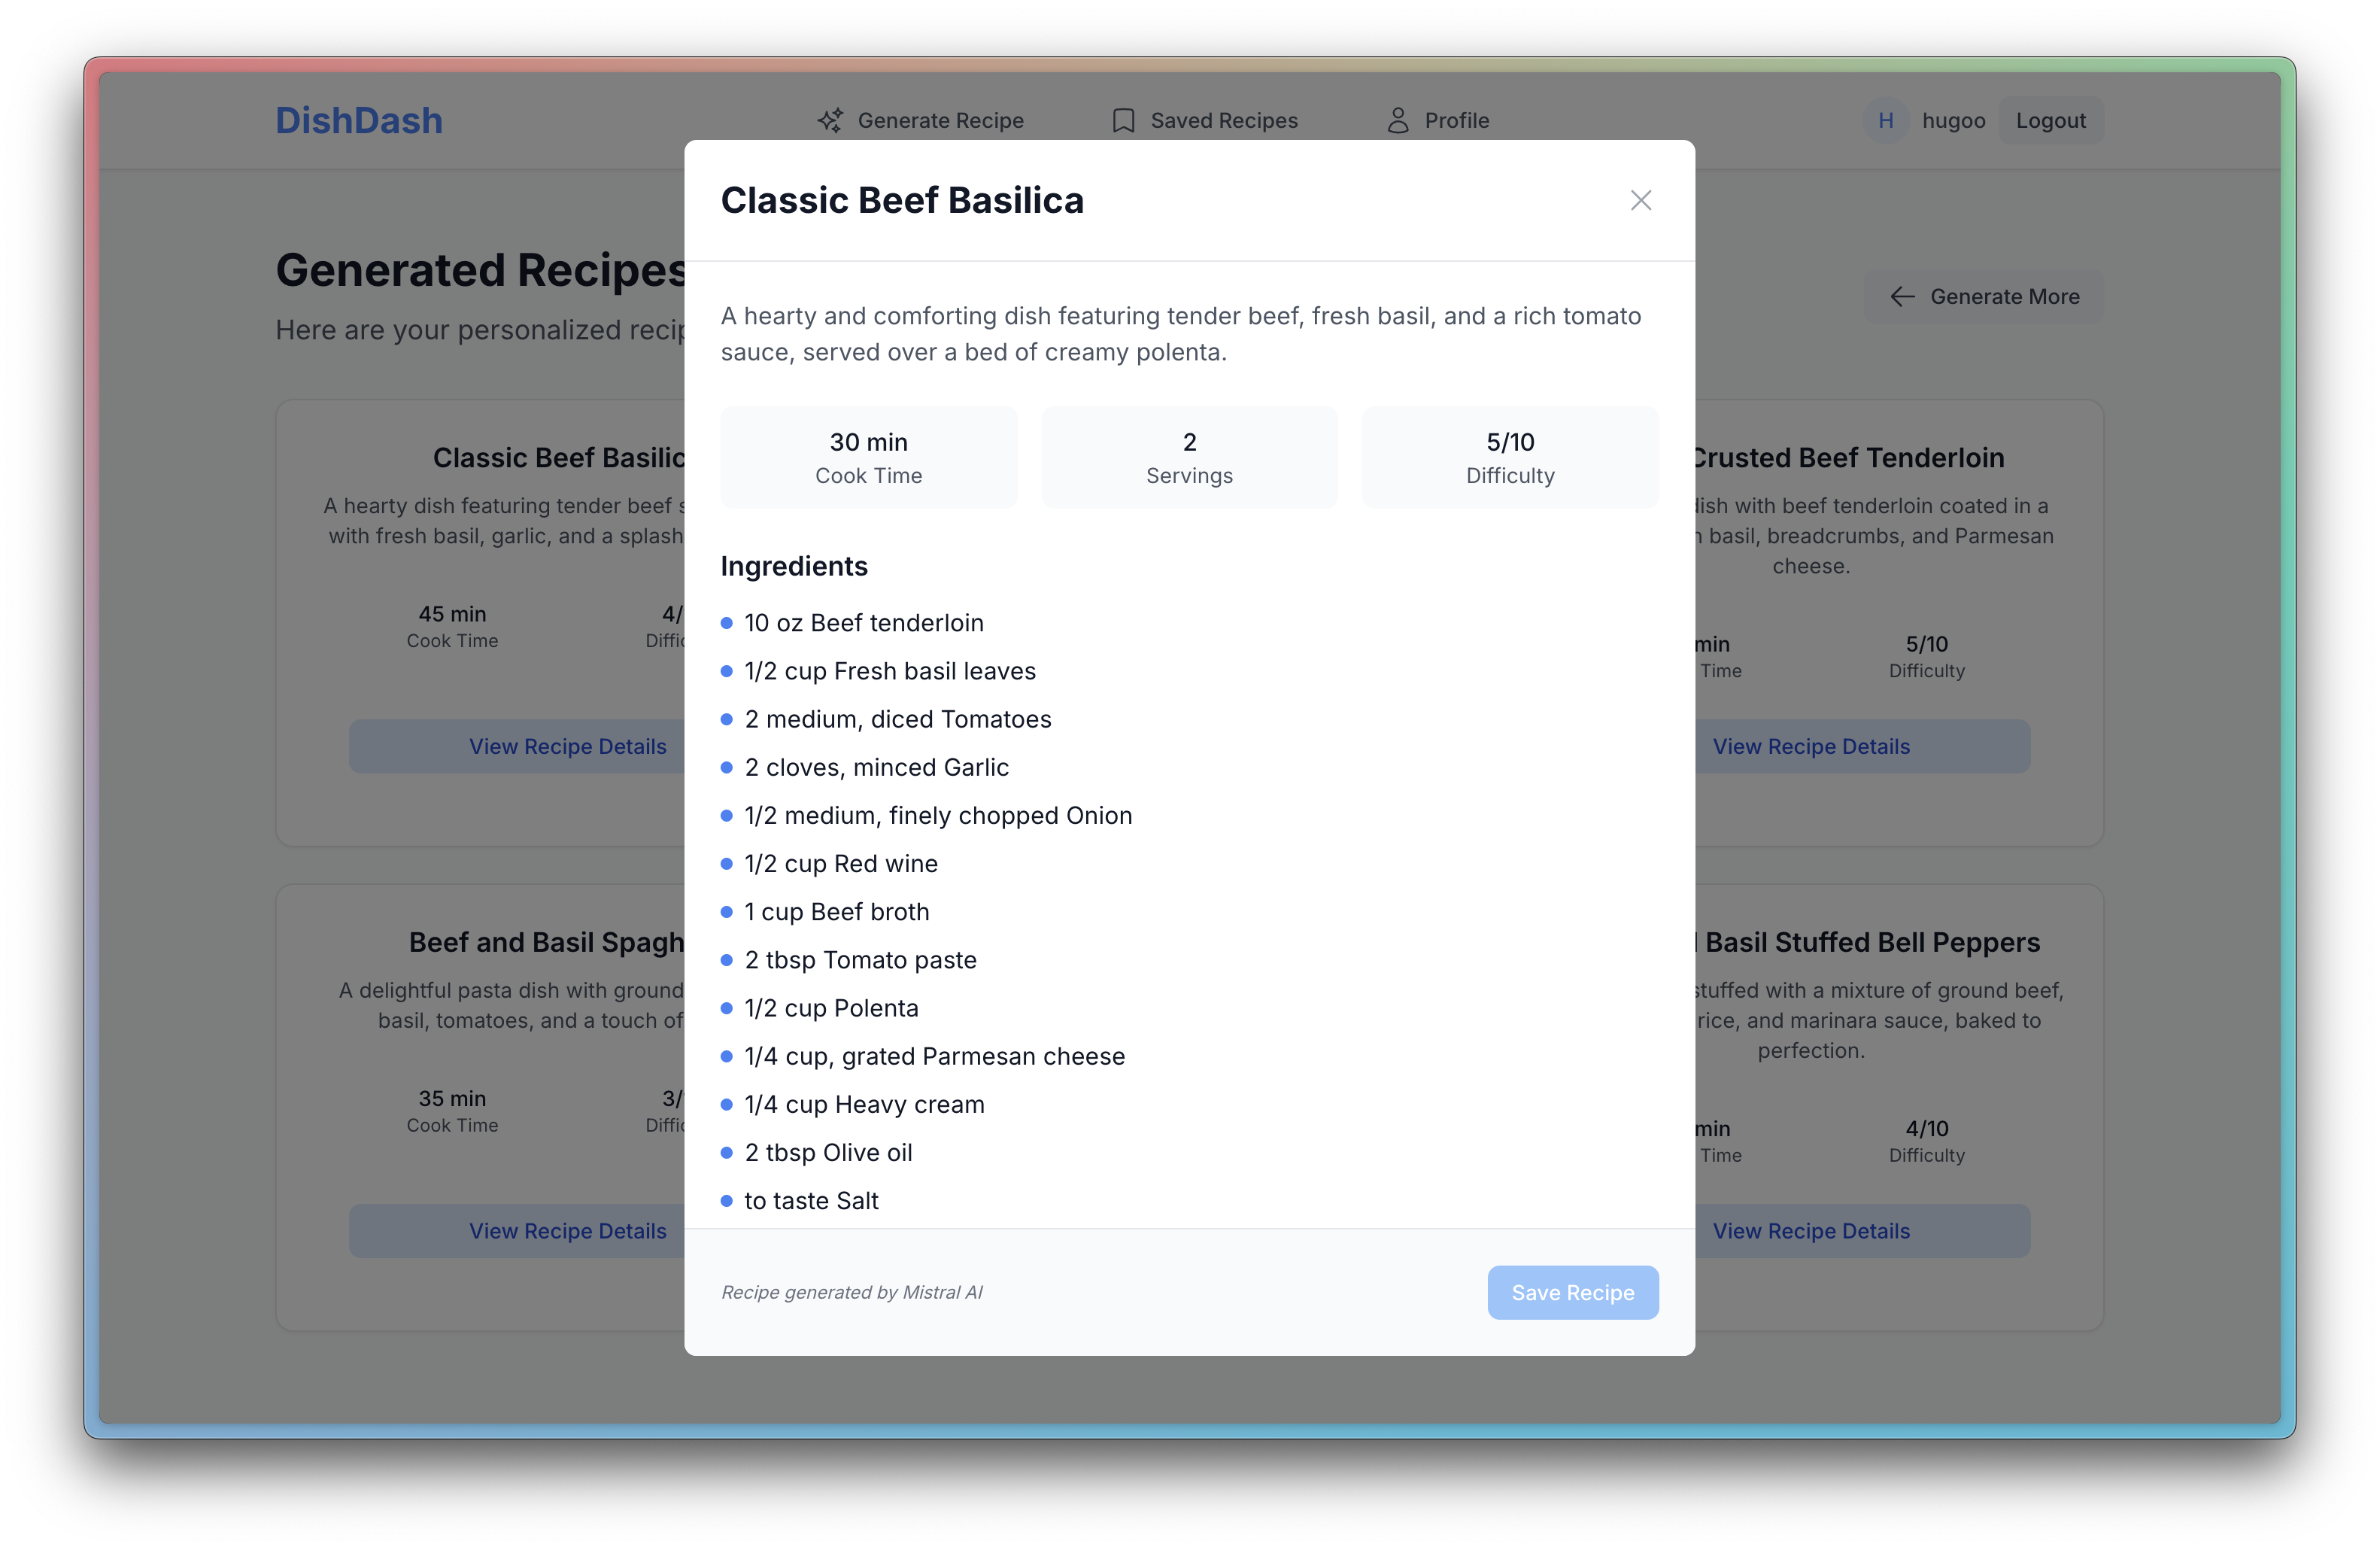 DishDash
Generate Recipe
Saved Recipes
Profile
H
hugoo
Logout
Generated Recipes
Here are your personalized
Generate More
Classic Beef
A hearty dish featuring tender beef
with fresh basil, garlic, and a splash
45 min
Cook Time
View Recipe Details
Crusted Beef Tenderloin
dish with beef tenderloin coated in a
basil, breadcrumbs, and Parmesan
cheese.
min
Time
5/10
Difficulty
View Recipe Details
Beef and Basil
A delightful pasta dish with ground
basil, tomatoes, and a touch of
35 min
Cook Time
View Recipe Details
Basil Stuffed Bell Peppers
stuffed with a mixture of ground beef,
rice, and marinara sauce, baked to
perfection.
min
Time
4/10
Difficulty
View Recipe Details
Classic Beef Basilica
A hearty and comforting dish featuring tender beef, fresh basil, and a rich tomato
sauce, served over a bed of creamy polenta.
30 min
Cook Time
2
Servings
5/10
Difficulty
Ingredients
10 oz Beef tenderloin
1/2 cup Fresh basil leaves
2 medium, diced Tomatoes
2 cloves, minced Garlic
1/2 medium, finely chopped Onion
1/2 cup Red wine
1 cup Beef broth
2 tbsp Tomato paste
1/2 cup Polenta
1/4 cup, grated Parmesan cheese
1/4 cup Heavy cream
2 tbsp Olive oil
to taste Salt
Recipe generated by Mistral AI
Save Recipe